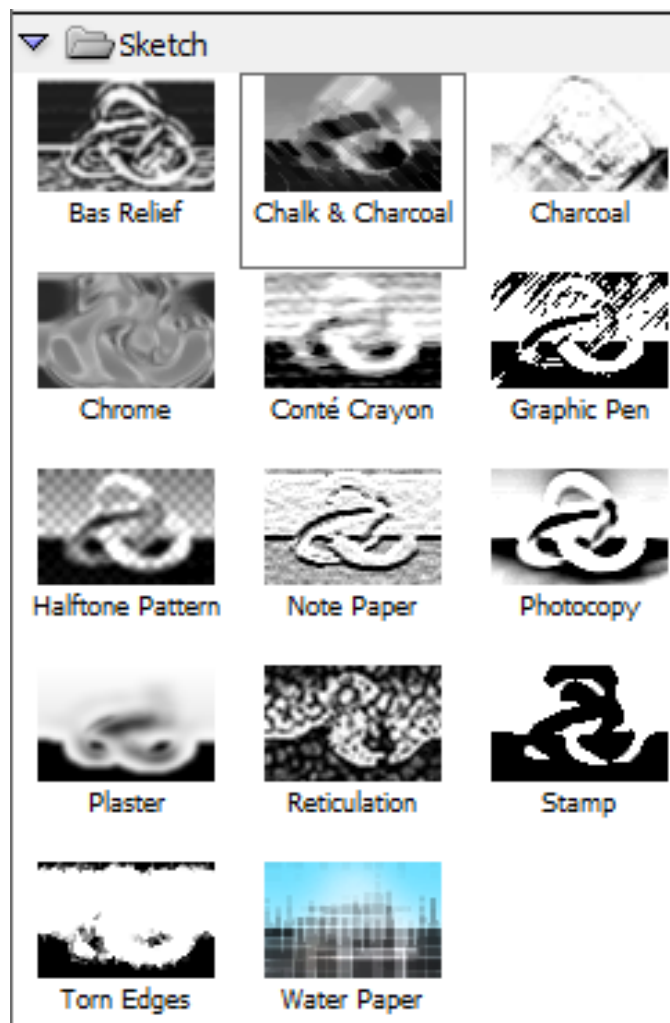 Sketch
Bas Relief
Chalk & Charcoal
Charcoal
Chrome
Conté Crayon
Graphic Pen
Halftone Pattern
Note Paper
Photocopy
Plaster
Reticulation
Stamp
Torn Edges
Water Paper